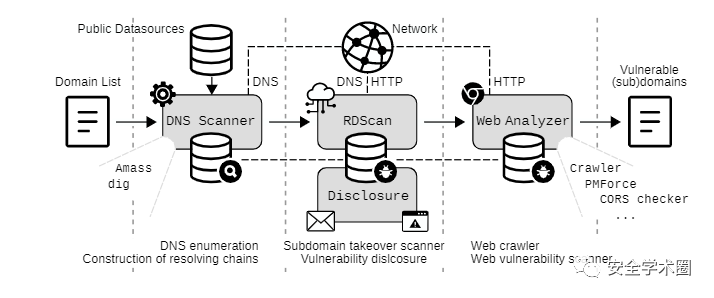 Public Datasources
Network
Domain List
DNS
DNS
HTTP
HTTP
Vulnerable
(sub)domains
DNS Scanner
RDScan
Web Analyzer
Amass
dig
Disclosure
Crawler
PMForce
CORS checker
...
DNS enumeration
Construction of resolving chains
Subdomain takeover scanner
Vulnerability dislcosure
Web crawler
Web vulnerability scanner
安全学术圈